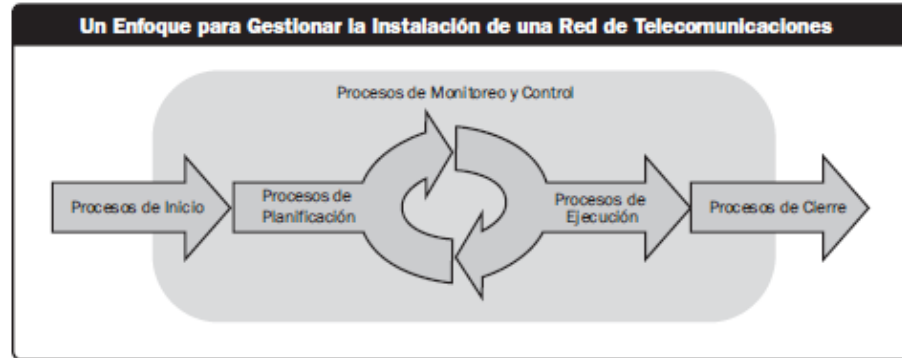 Un Enfoque para Gestionar la Instalación de una Red de Telecomunicaciones
Procesos de Monitoreo y Control
Procesos de Inicio
Procesos de
Planificación
Procesos de
Ejecución
Procesos de Cierre